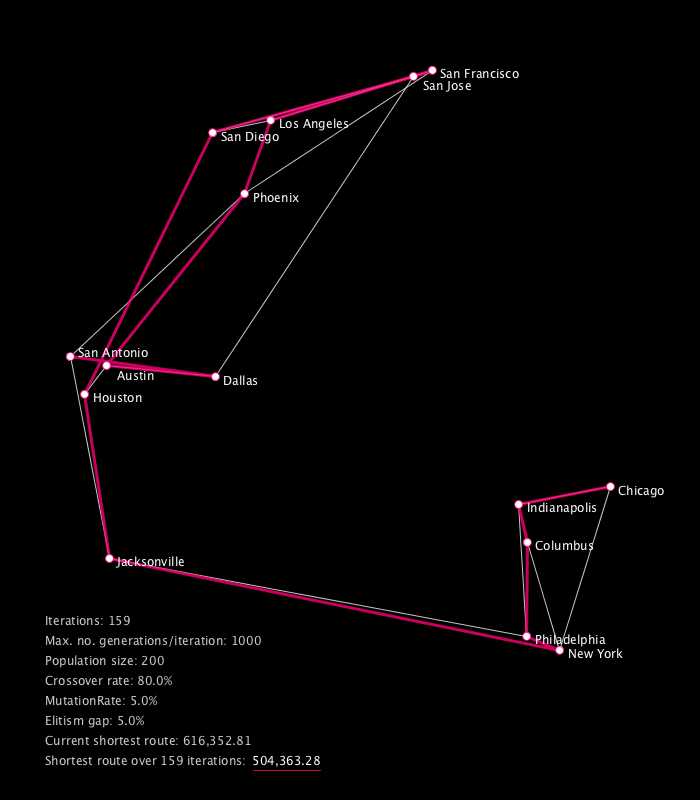 San Francisco
San Jose
Los Angeles
San Diego
Phoenix
San Antonio
Austin
Dallas
Houston
Chicago
Indianapolis
Columbus
Jacksonville
Philadelphia
New York
Iterations: 159
Max. no. generations/iteration: 1000
Population size: 200
Crossover rate: 80.0%
MutationRate: 5.0%
Elitism gap: 5.0%
Current shortest route: 616,352.81
Shortest route over 159 iterations: 504,363.28